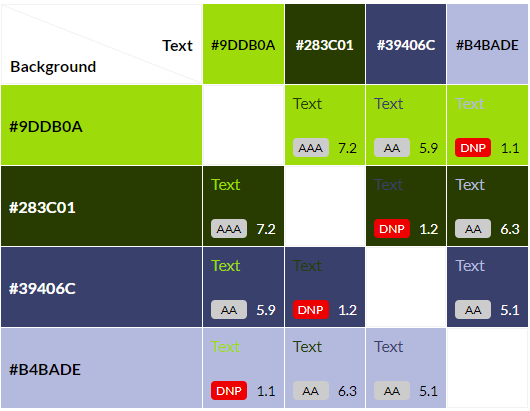 Text
Background
#9DDB0A
#283C01
#39406C
#B4BADE
#9DDB0A
Text
AAA 7.2
Text
AA 5.9
Text
DNP 1.1
#283C01
Text
AAA 7.2
Text
DNP 1.2
Text
AA 6.3
#39406C
Text
AA 5.9
Text
DNP 1.2
Text
AA 5.1
#B4BADE
Text
DNP 1.1
Text
AA 6.3
Text
AA 5.1